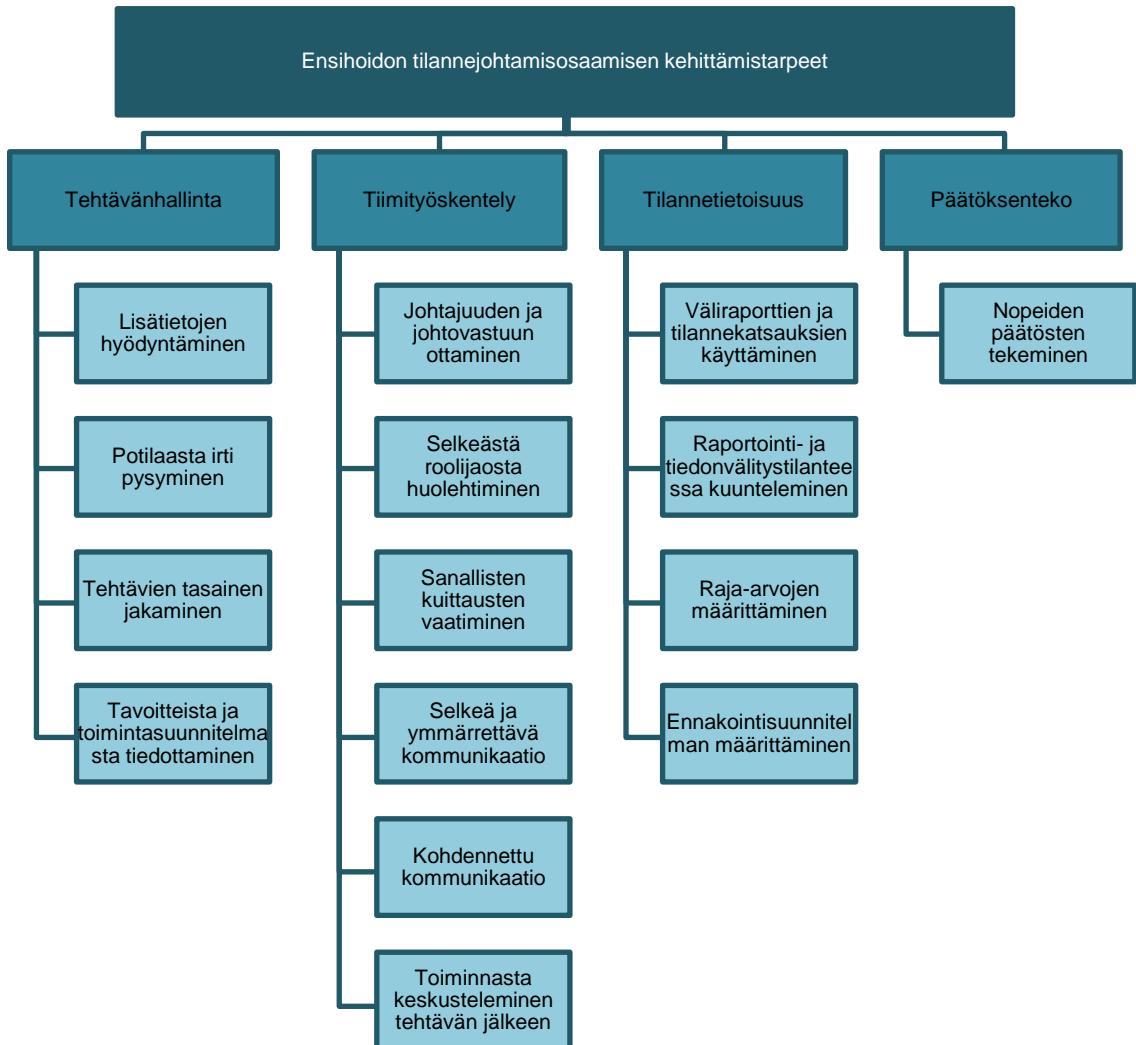 Ensihoidon tilannejohtamisosaamisen kehittämistarpeet
Tehtävänhallinta
Lisätietojen
hyödyntäminen
Potilaasta irti
pysyminen
Tehtävien tasainen
jakaminen
Tavoitteista ja
toimintasuunnitelma
sta tiedottaminen
Tiimityöskentely
Johtajuuden ja
johtovastuun
ottaminen
Selkeästä
roolijaosta
huolehtiminen
Sanallisten
kuittausten
vaatiminen
Selkeä ja
ymmärrettävä
kommunikaatio
Kohdennettu
kommunikaatio
Toiminnasta
keskusteleminen
tehtävän jälkeen
Tilannetietoisuus
Väliraporttien ja
tilannekatsauksien
käyttäminen
Raportointi- ja
tiedonvälitystilantee
ssa kuunteleminen
Raja-arvojen
määrittäminen
Ennakointisuunnitel
man määrittäminen
Päätöksenteko
Nopeiden
päätösten
tekeminen